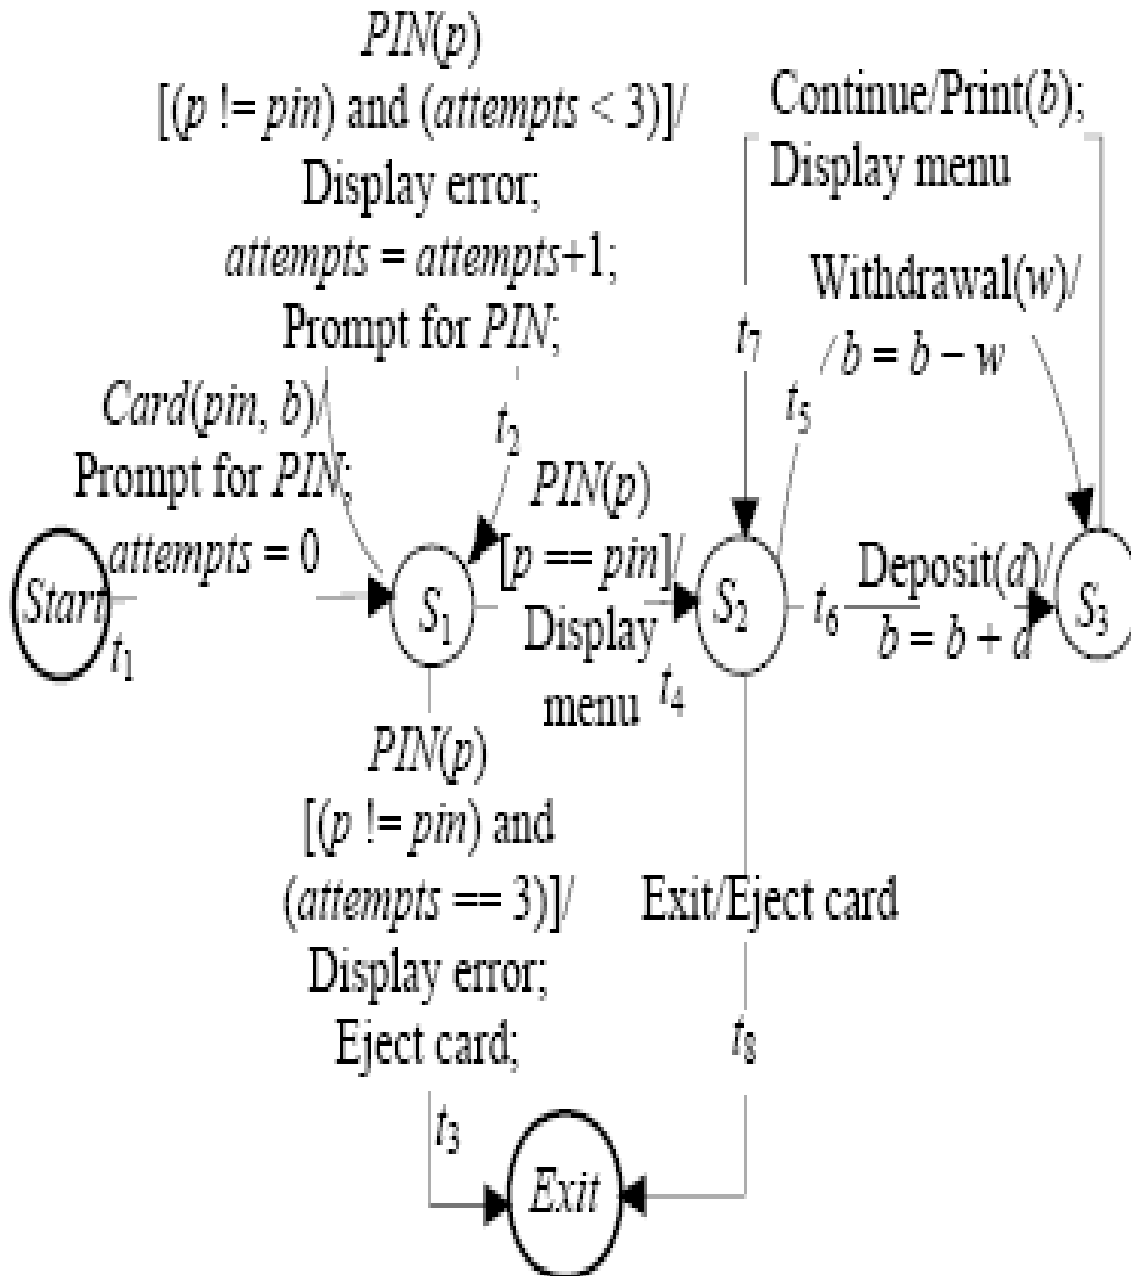 PIN(p)
[(p != pin) and (attempts < 3)]/
Display error;
attempts = attempts+1;
Prompt for PIN;
Continue/Print(b);
Display menu
Withdrawal(w)/
/b = b − w
t7
t5
Card(pin, b)/
Prompt for PIN;
attempts = 0
t2
PIN(p)
[p == pin]/
Display
menu
t4
Start
t1
S1
S2
t6
Deposit(d)/
b = b + d
S3
PIN(p)
[(p != pin) and
(attempts == 3)]/
Display error;
Eject card;
t3
Exit/Eject card
t8
Exit